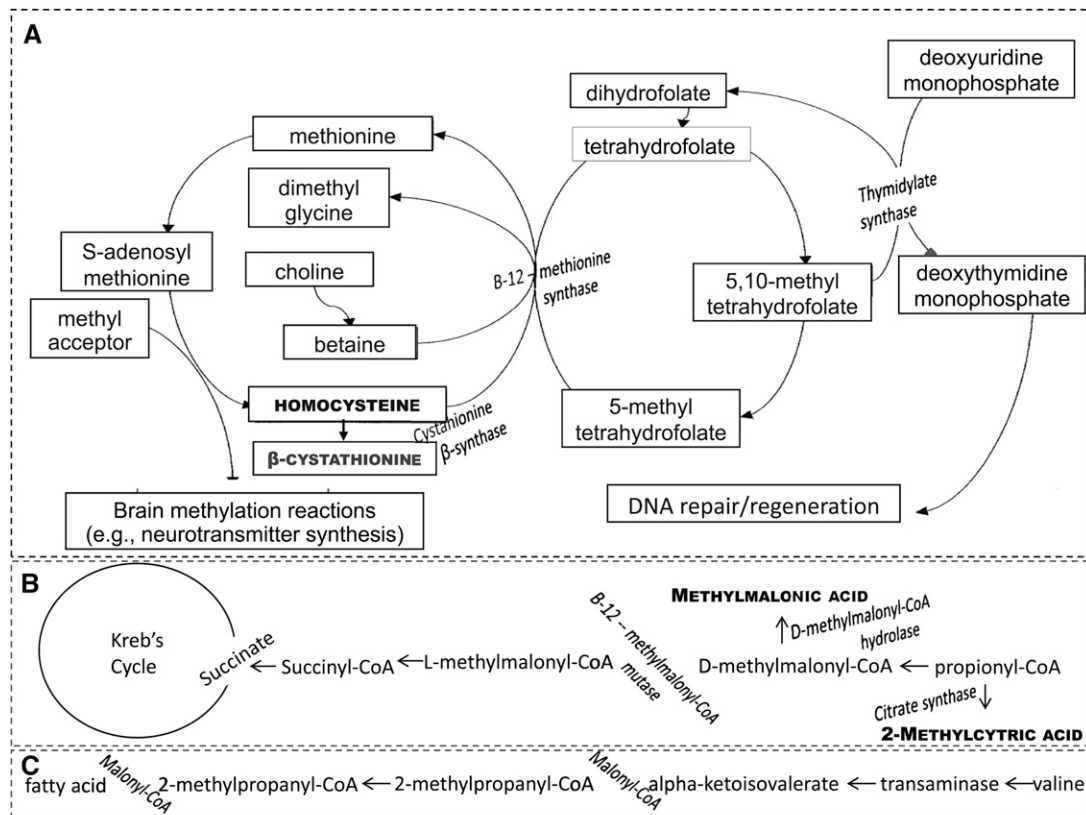 A
deoxyuridine
monophosphate
dihydrofolate
methionine
tetrahydrofolate
dimethyl
glycine
Thymidylate
synthase
S-adenosyl
methionine
choline
B-12 – methionine
synthase
5,10-methyl
tetrahydrofolate
deoxythymidine
monophosphate
methyl
acceptor
betaine
HOMOCYSTEINE
5-methyl
tetrahydrofolate
Cystahionine
β-synthase
β-CYSTATHIONINE
Brain methylation reactions
(e.g., neurotransmitter synthesis)
DNA repair/regeneration
B
METHYLMALONIC ACID
D-methylmalonyl-CoA
hydrolase
B-12 -- methylmalonyl-CoA
mutase
Kreb's
Cycle
Succinate
Succinyl-CoA
L-methylmalonyl-CoA
D-methylmalonyl-CoA
propionyl-CoA
Citrate synthase
2-METHYLCYTRIC ACID
C
fatty acid
Malonyl-CoA
2-methylpropanyl-CoA
2-methylpropanyl-CoA
Malonyl-CoA
alpha-ketoisovalerate
transaminase
valine